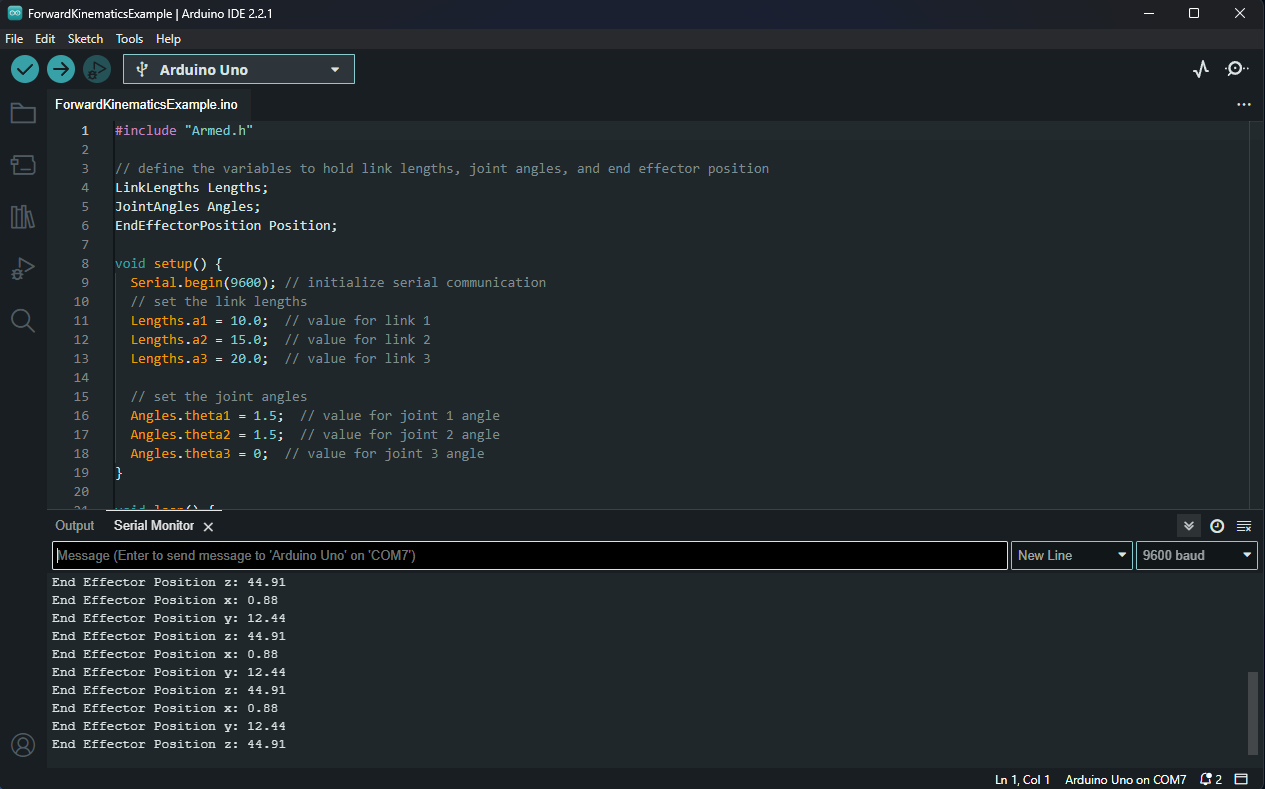 ForwardKinematicsExample | Arduino IDE 2.2.1
File Edit Sketch Tools Help
Arduino Uno
ForwardKinematicsExample.ino
1 #include "Armed.h"
2
3 // define the variables to hold link lengths, joint angles, and end effector position
4 LinkLengths Lengths;
5 JointAngles Angles;
6 EndEffectorPosition Position;
7
8 void setup() {
9 Serial.begin(9600); // initialize serial communication
10 // set the link lengths
11 Lengths.a1 = 10.0; // value for link 1
12 Lengths.a2 = 15.0; // value for link 2
13 Lengths.a3 = 20.0; // value for link 3
14
15 // set the joint angles
16 Angles.theta1 = 1.5; // value for joint 1 angle
17 Angles.theta2 = 1.5; // value for joint 2 angle
18 Angles.theta3 = 0; // value for joint 3 angle
19 }
20
21 void loop() {
Output Serial Monitor
Message (Enter to send message to 'Arduino Uno' on 'COM7')
New Line
9600 baud
End Effector Position z: 44.91
End Effector Position x: 0.88
End Effector Position y: 12.44
End Effector Position z: 44.91
End Effector Position x: 0.88
End Effector Position y: 12.44
End Effector Position z: 44.91
End Effector Position x: 0.88
End Effector Position y: 12.44
End Effector Position z: 44.91
Ln 1, Col 1 Arduino Uno on COM7 2